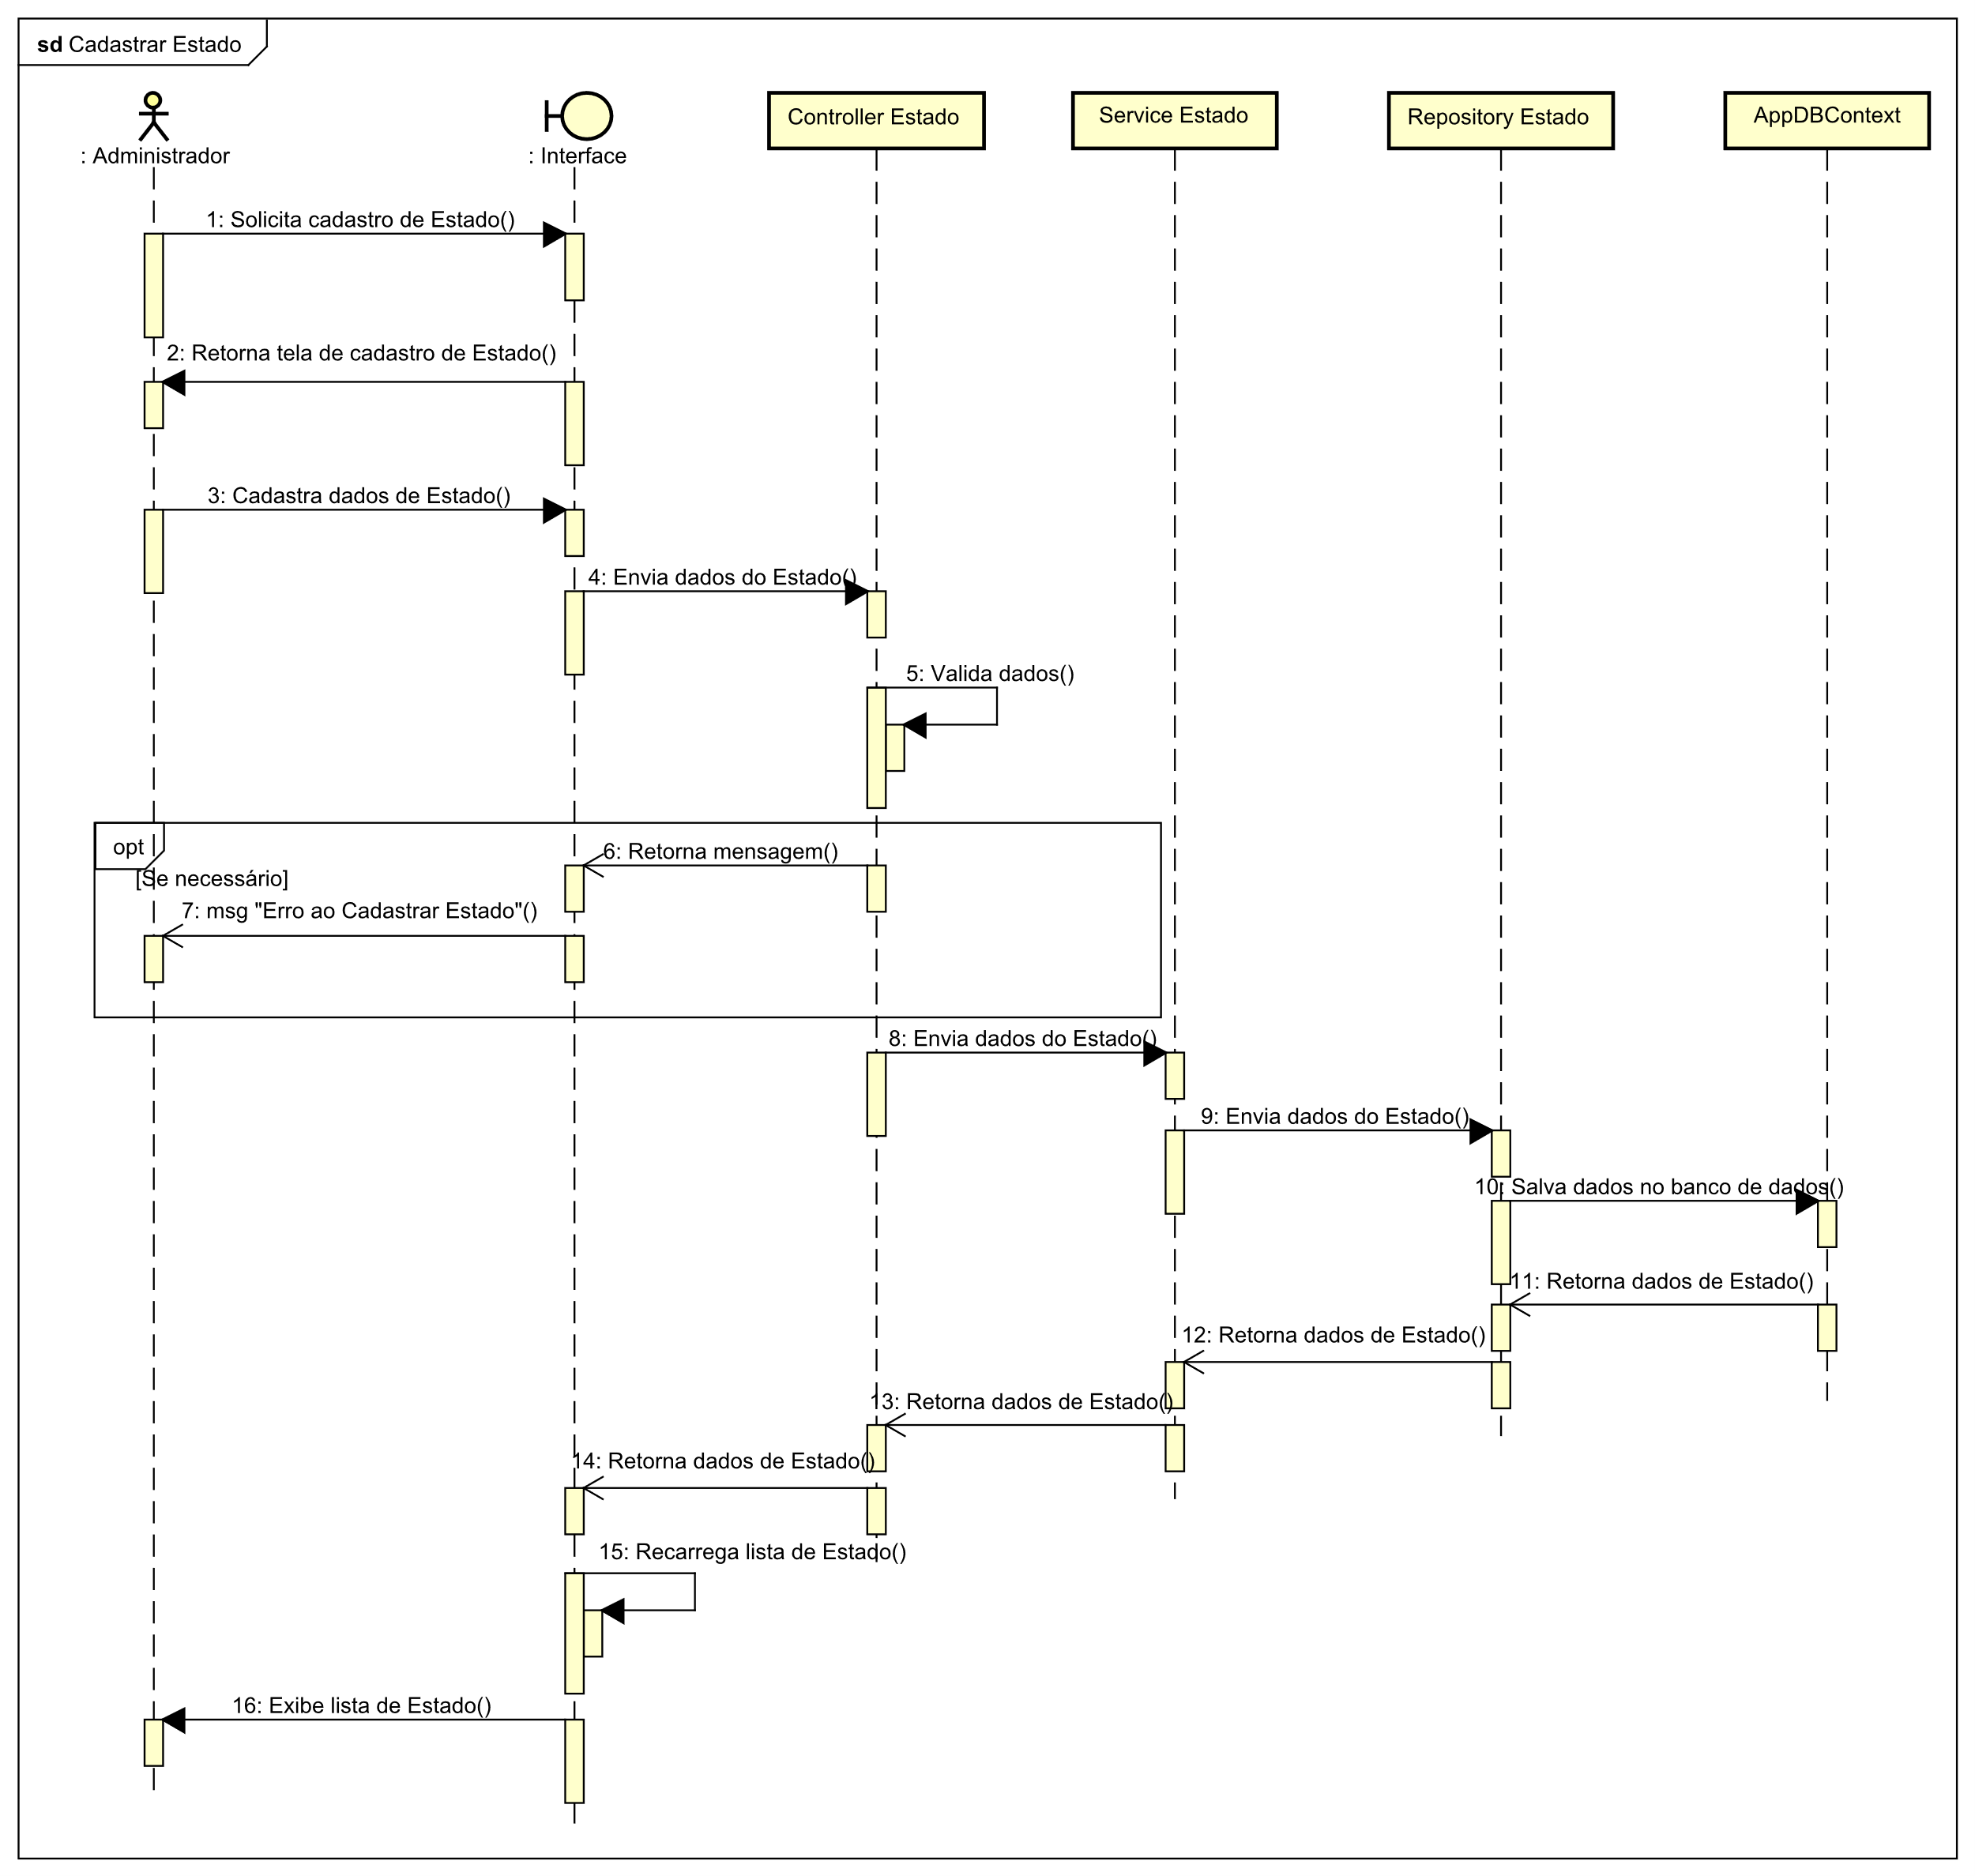 sd Cadastrar Estado
: Administrador
: Interface
Controller Estado
Service Estado
Repository Estado
AppDBContext
1: Solicita cadastro de Estado()
2: Retorna tela de cadastro de Estado()
3: Cadastra dados de Estado()
4: Envia dados do Estado()
5: Valida dados()
opt
6: Retorna mensagem()
[Se necessário]
7: msg "Erro ao Cadastrar Estado"()
8: Envia dados do Estado()
9: Envia dados do Estado()
10: Salva dados no banco de dados()
11: Retorna dados de Estado()
12: Retorna dados de Estado()
13: Retorna dados de Estado()
14: Retorna dados de Estado()
15: Recarrega lista de Estado()
16: Exibe lista de Estado()